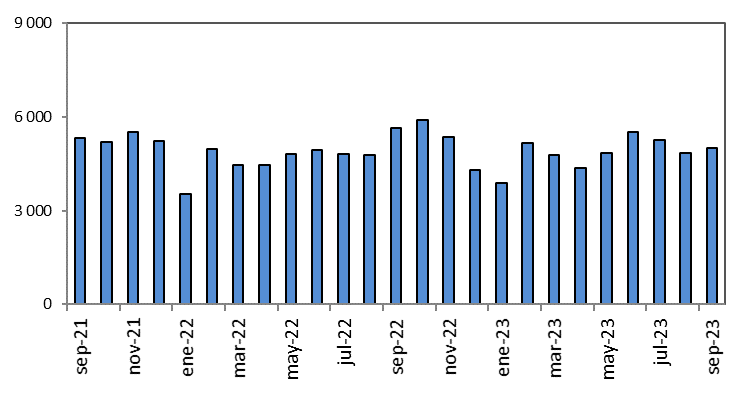 9 000
6 000
3 000
0
sep-21
nov-21
ene-22
mar-22
may-22
jul-22
sep-22
nov-22
ene-23
mar-23
may-23
jul-23
sep-23